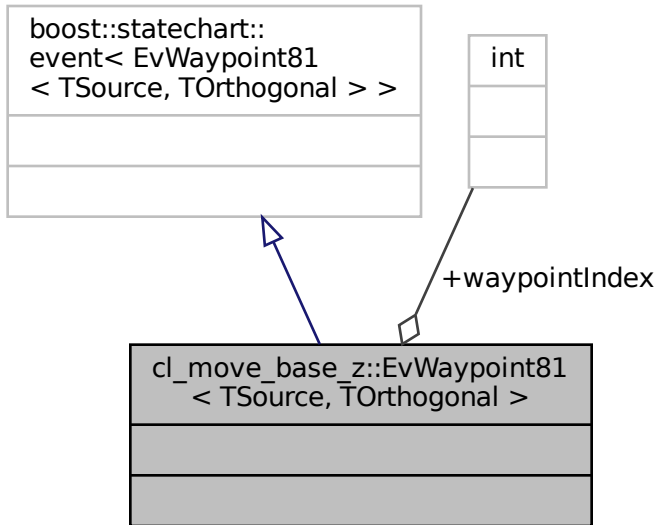 boost::statechart::
event< EvWaypoint81
< TSource, TOrthogonal > >
int
+waypointIndex
cl_move_base_z::EvWaypoint81
< TSource, TOrthogonal >